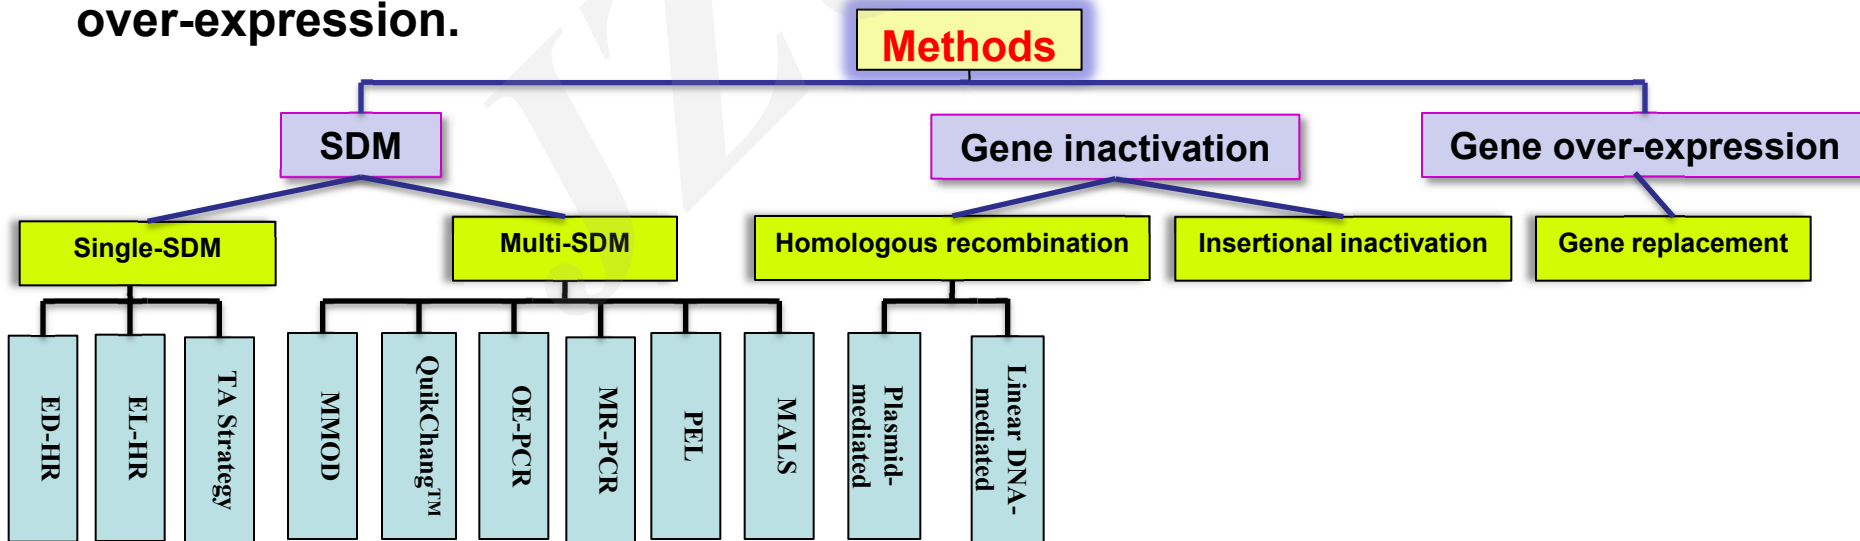 over-expression.
Methods
SDM
Gene inactivation
Gene over-expression
Single-SDM
Multi-SDM
Homologous recombination
Insertional inactivation
Gene replacement
ED-HR
EL-HR
TA Strategy
MMOD
QuikChang™
OE-PCR
MR-PCR
PEL
MALS
Plasmid-
mediated
Linear DNA-
mediated